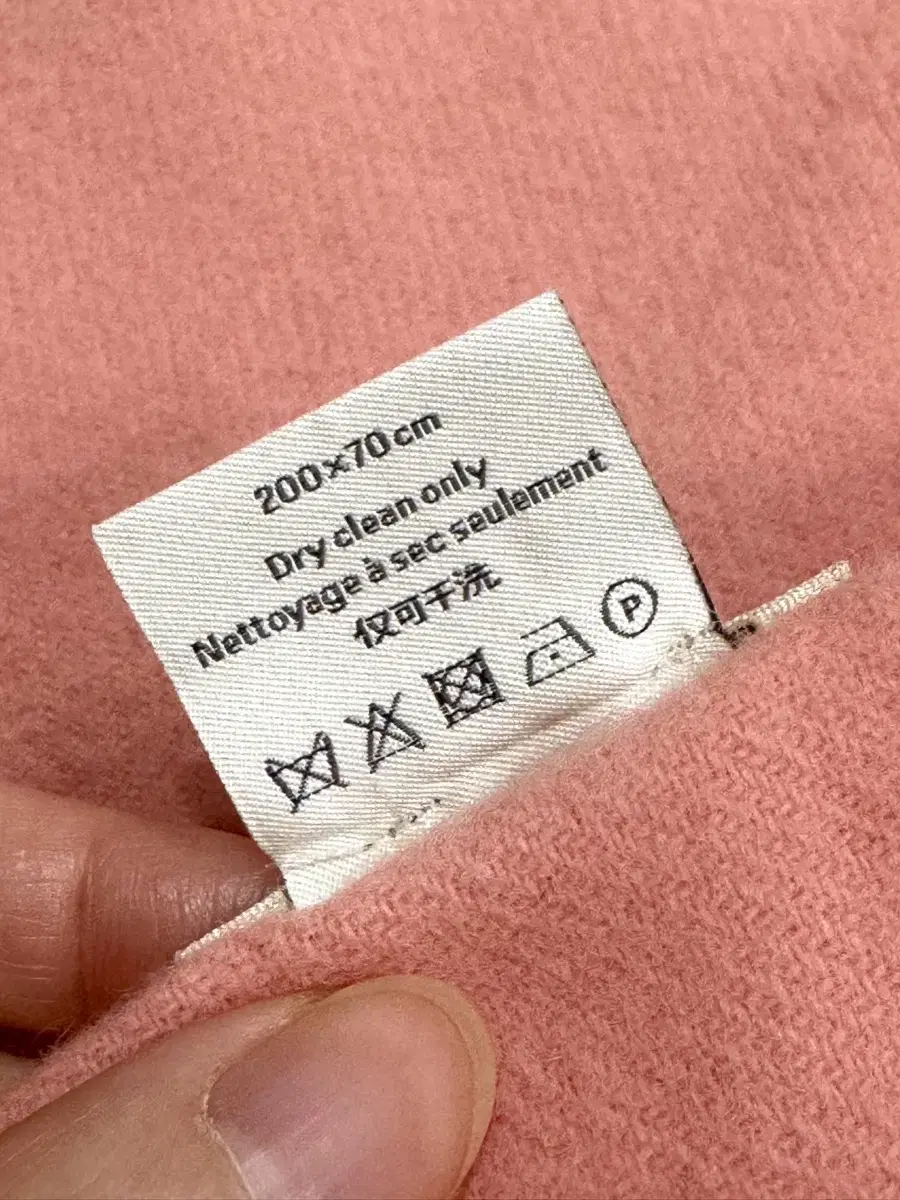 200×70cm
Dry clean only
Nettoyage à sec seulement
仅可干洗
P